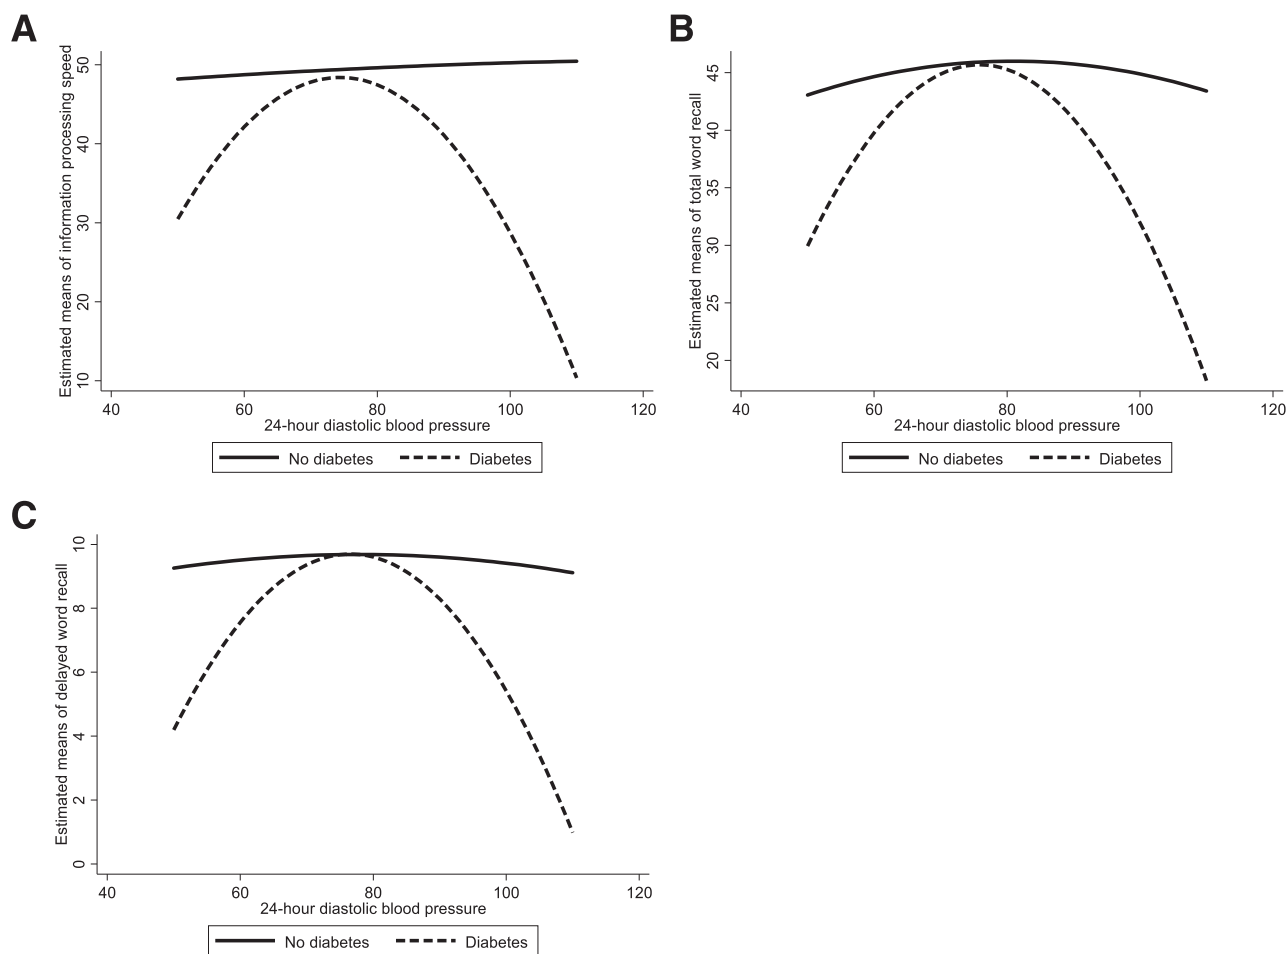 A
Estimated means of information processing speed
50
40
30
20
10
40 60 80 100 120
24-hour diastolic blood pressure
No diabetes Diabetes
B
Estimated means of total word recall
45
40
35
30
25
20
40 60 80 100 120
24-hour diastolic blood pressure
No diabetes Diabetes
C
Estimated means of delayed word recall
10
8
6
4
2
0
40 60 80 100 120
24-hour diastolic blood pressure
No diabetes Diabetes